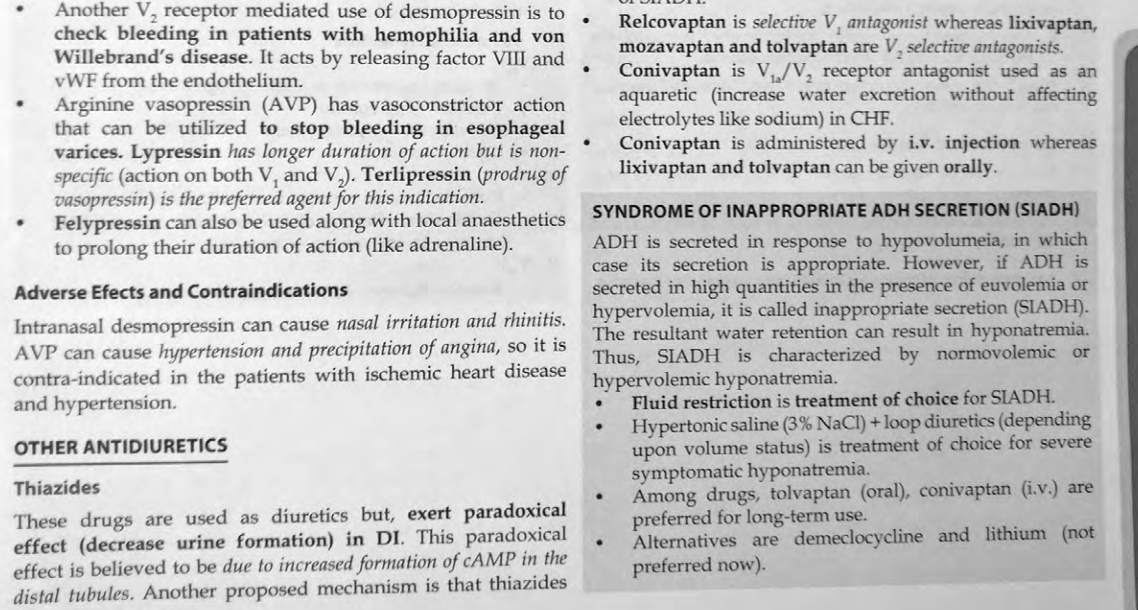 • Another V2 receptor mediated use of desmopressin is to
check bleeding in patients with hemophilia and von
Willebrand's disease. It acts by releasing factor VIII and
vWF from the endothelium.
• Arginine vasopressin (AVP) has vasoconstrictor action
that can be utilized to stop bleeding in esophageal
varices. Lypressin has longer duration of action but is non-
specific (action on both V1 and V2). Terlipressin (prodrug of
vasopressin) is the preferred agent for this indication.
• Felypressin can also be used along with local anaesthetics
to prolong their duration of action (like adrenaline).
Adverse Efects and Contraindications
Intranasal desmopressin can cause nasal irritation and rhinitis.
AVP can cause hypertension and precipitation of angina, so it is
contra-indicated in the patients with ischemic heart disease
and hypertension.
OTHER ANTIDIURETICS
Thiazides
These drugs are used as diuretics but, exert paradoxical
effect (decrease urine formation) in DI. This paradoxical
effect is believed to be due to increased formation of cAMP in the
distal tubules. Another proposed mechanism is that thiazides
of SIADH.
• Relcovaptan is selective V1 antagonist whereas lixivaptan,
mozavaptan and tolvaptan are V2 selective antagonists.
• Conivaptan is V1a/V2 receptor antagonist used as an
aquaretic (increase water excretion without affecting
electrolytes like sodium) in CHF.
• Conivaptan is administered by i.v. injection whereas
lixivaptan and tolvaptan can be given orally.
SYNDROME OF INAPPROPRIATE ADH SECRETION (SIADH)
ADH is secreted in response to hypovolumeia, in which
case its secretion is appropriate. However, if ADH is
secreted in high quantities in the presence of euvolemia or
hypervolemia, it is called inappropriate secretion (SIADH).
The resultant water retention can result in hyponatremia.
Thus, SIADH is characterized by normovolemic or
hypervolemic hyponatremia.
• Fluid restriction is treatment of choice for SIADH.
• Hypertonic saline (3% NaCl) + loop diuretics (depending
upon volume status) is treatment of choice for severe
symptomatic hyponatremia.
• Among drugs, tolvaptan (oral), conivaptan (i.v.) are
preferred for long-term use.
• Alternatives are demeclocycline and lithium (not
preferred now).